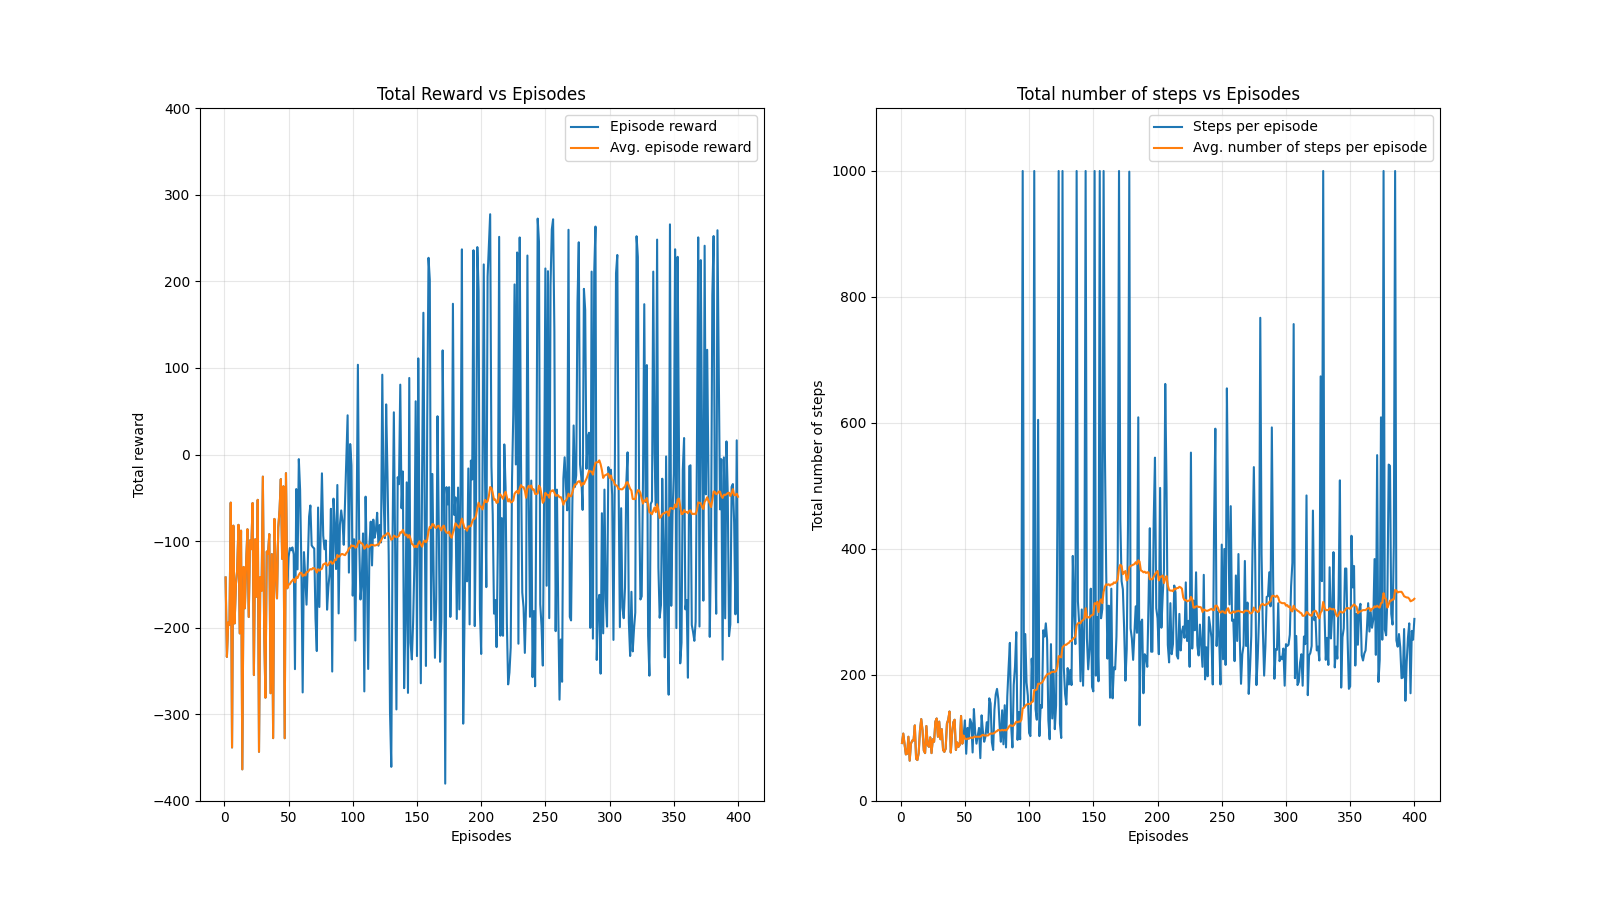 Total Reward vs Episodes
400
300
200
100
0
−100
−200
−300
−400
Total reward
Episode reward
Avg. episode reward
0 50 100 150 200 250 300 350 400
Episodes
Total number of steps vs Episodes
1000
800
600
400
200
0
Total number of steps
Steps per episode
Avg. number of steps per episode
0 50 100 150 200 250 300 350 400
Episodes